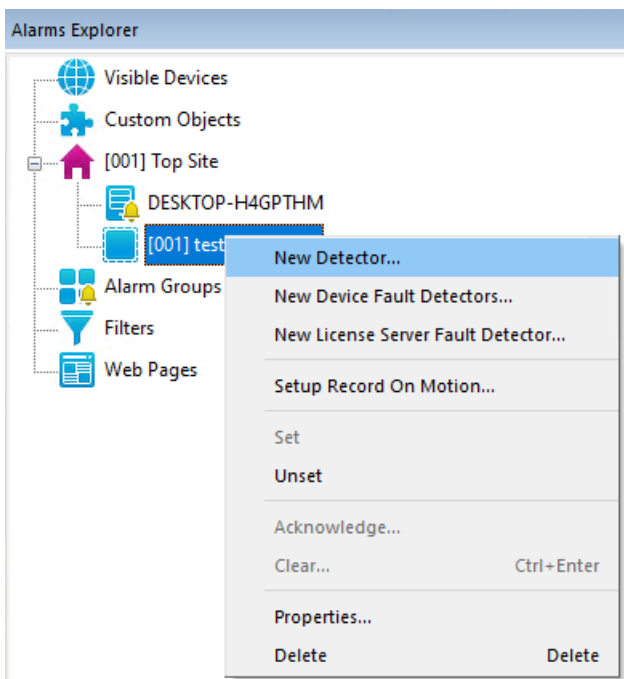 Alarms Explorer
Visible Devices
Custom Objects
[001] Top Site
DESKTOP-H4GPTHM
[001] test
Alarm Groups
Filters
Web Pages
New Detector...
New Device Fault Detectors...
New License Server Fault Detector...
Setup Record On Motion...
Set
Unset
Acknowledge...
Clear... Ctrl+Enter
Properties...
Delete Delete